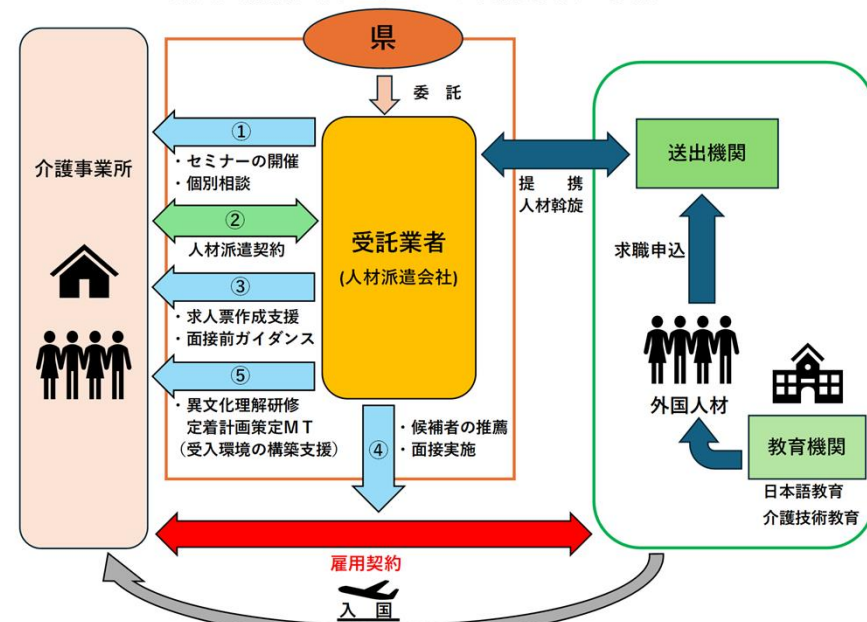 県
委　託
介護事業所
①
・セミナーの開催
・個別相談
②
人材派遣契約
③
・求人票作成支援
・面接前ガイダンス
⑤
・異文化理解研修
定着計画策定ＭＴ
（受入環境の構築支援）
受託業者
(人材派遣会社)
④
・候補者の推薦
・面接実施
提　携
人材斡旋
送出機関
求職申込
外国人材
教育機関
日本語教育
介護技術教育
雇用契約
入　国